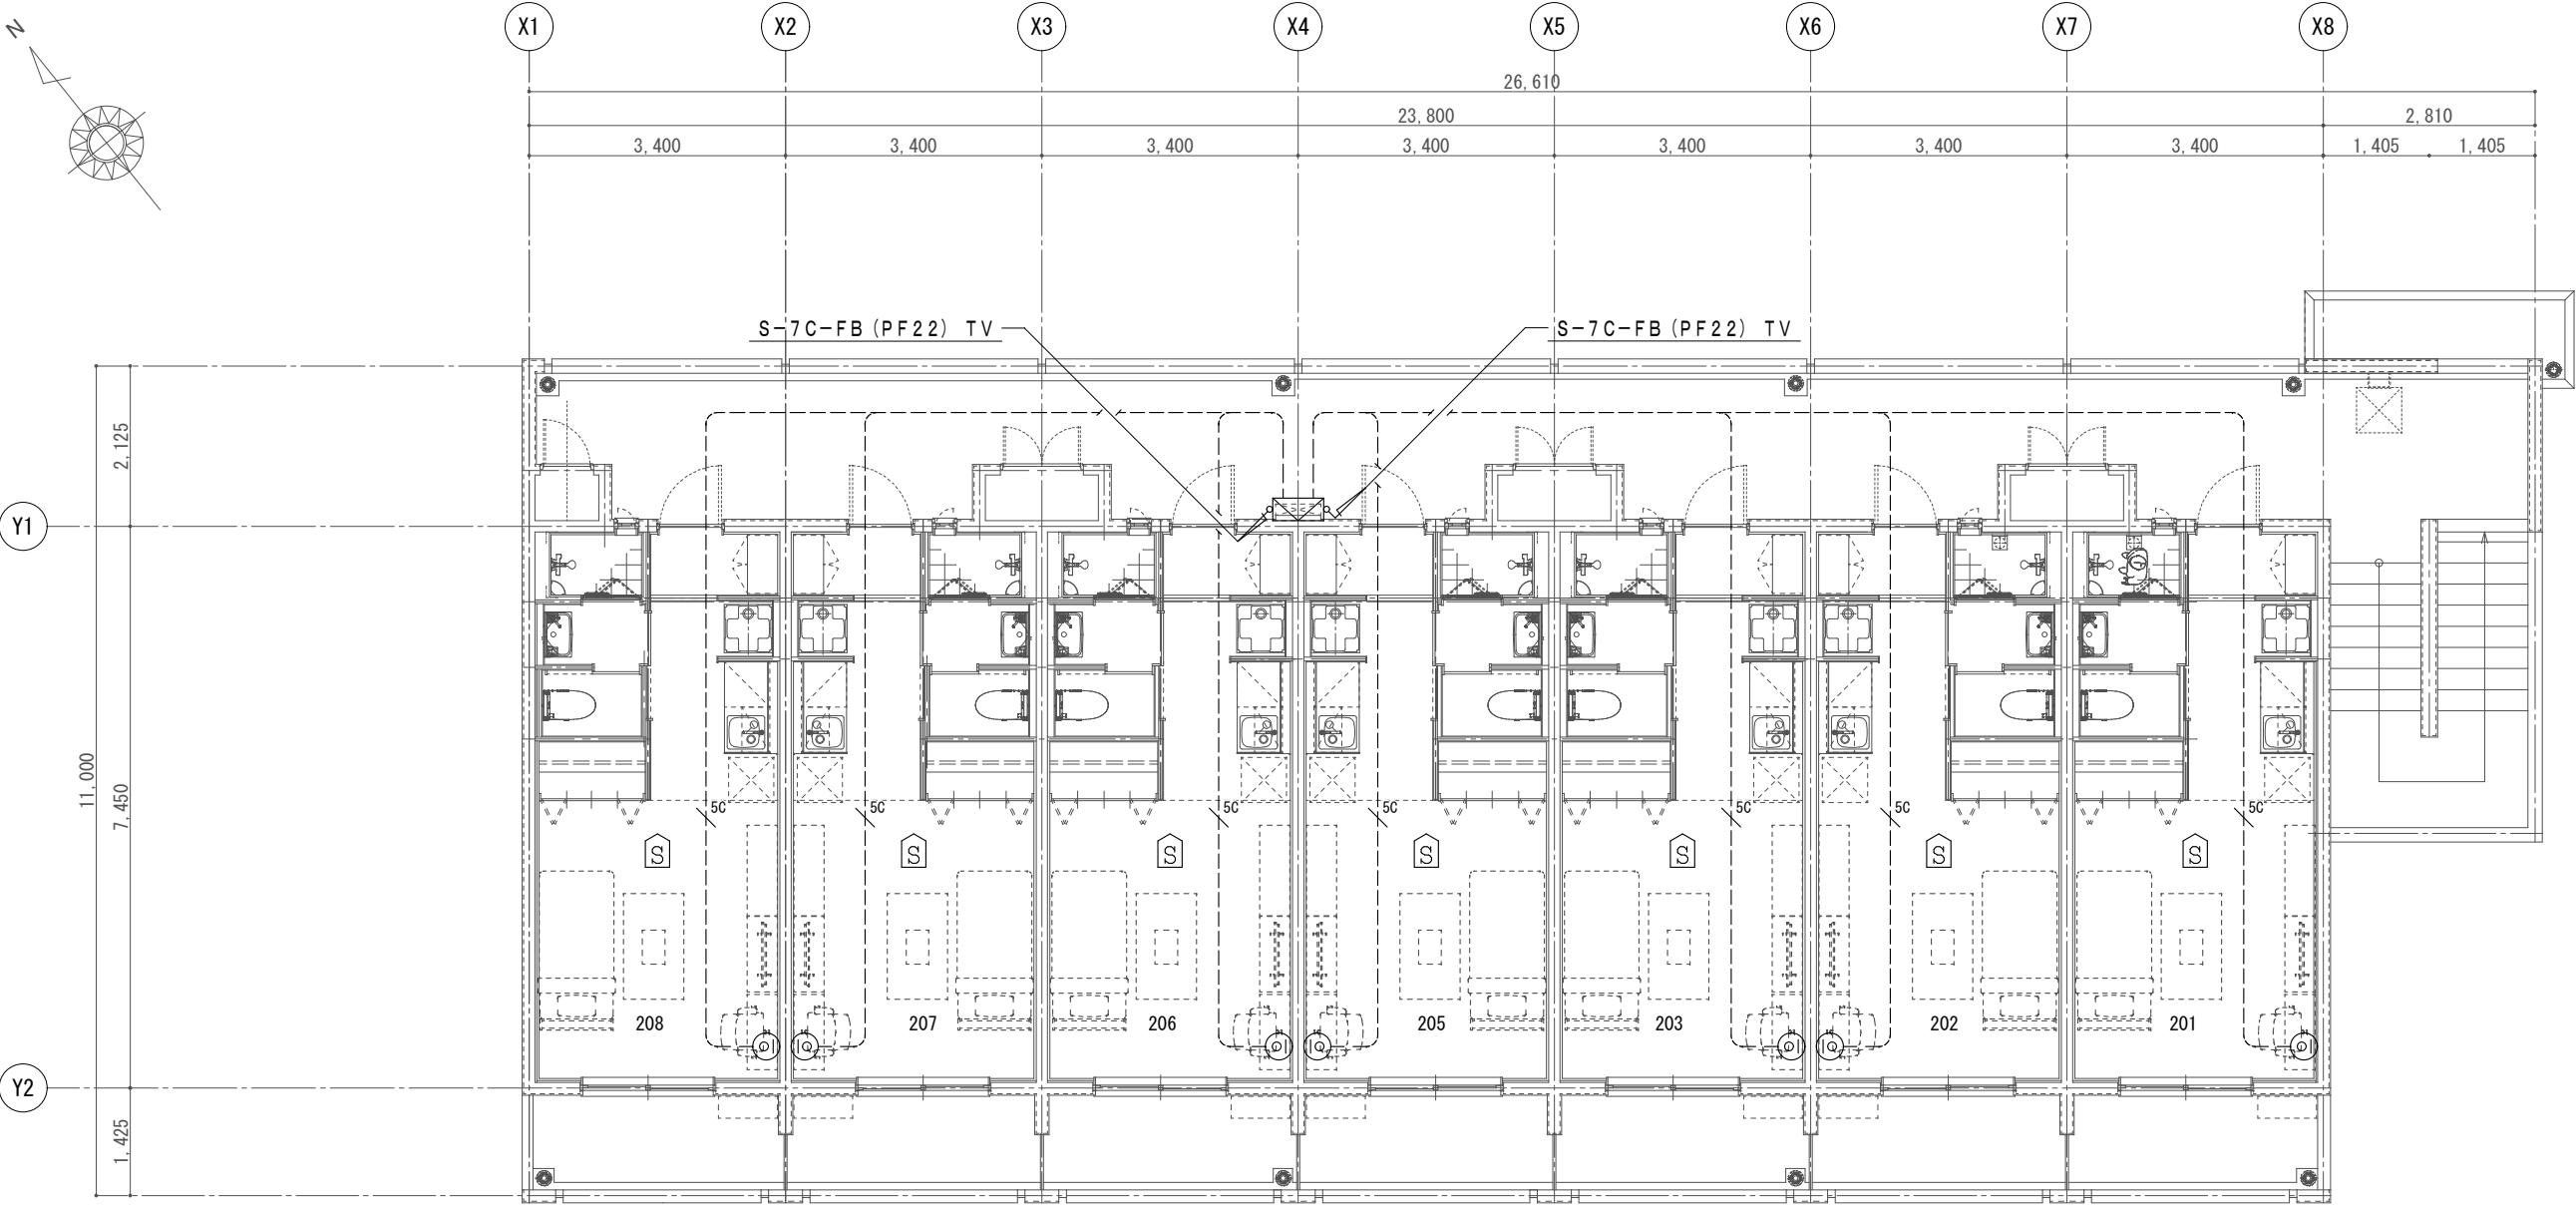 N
X1 X2 X3 X4 X5 X6 X7 X8
26,610
23,800 2,810
3,400 3,400 3,400 3,400 3,400 3,400 3,400 1,405 1,405
S-7C-FB(PF22) TV S-7C-FB(PF22) TV
2,125
Y1
11,000
7,450
5C 5C 5C 5C 5C 5C 5C
S S S S S S S
208 207 206 205 203 202 201
Y2
1,425